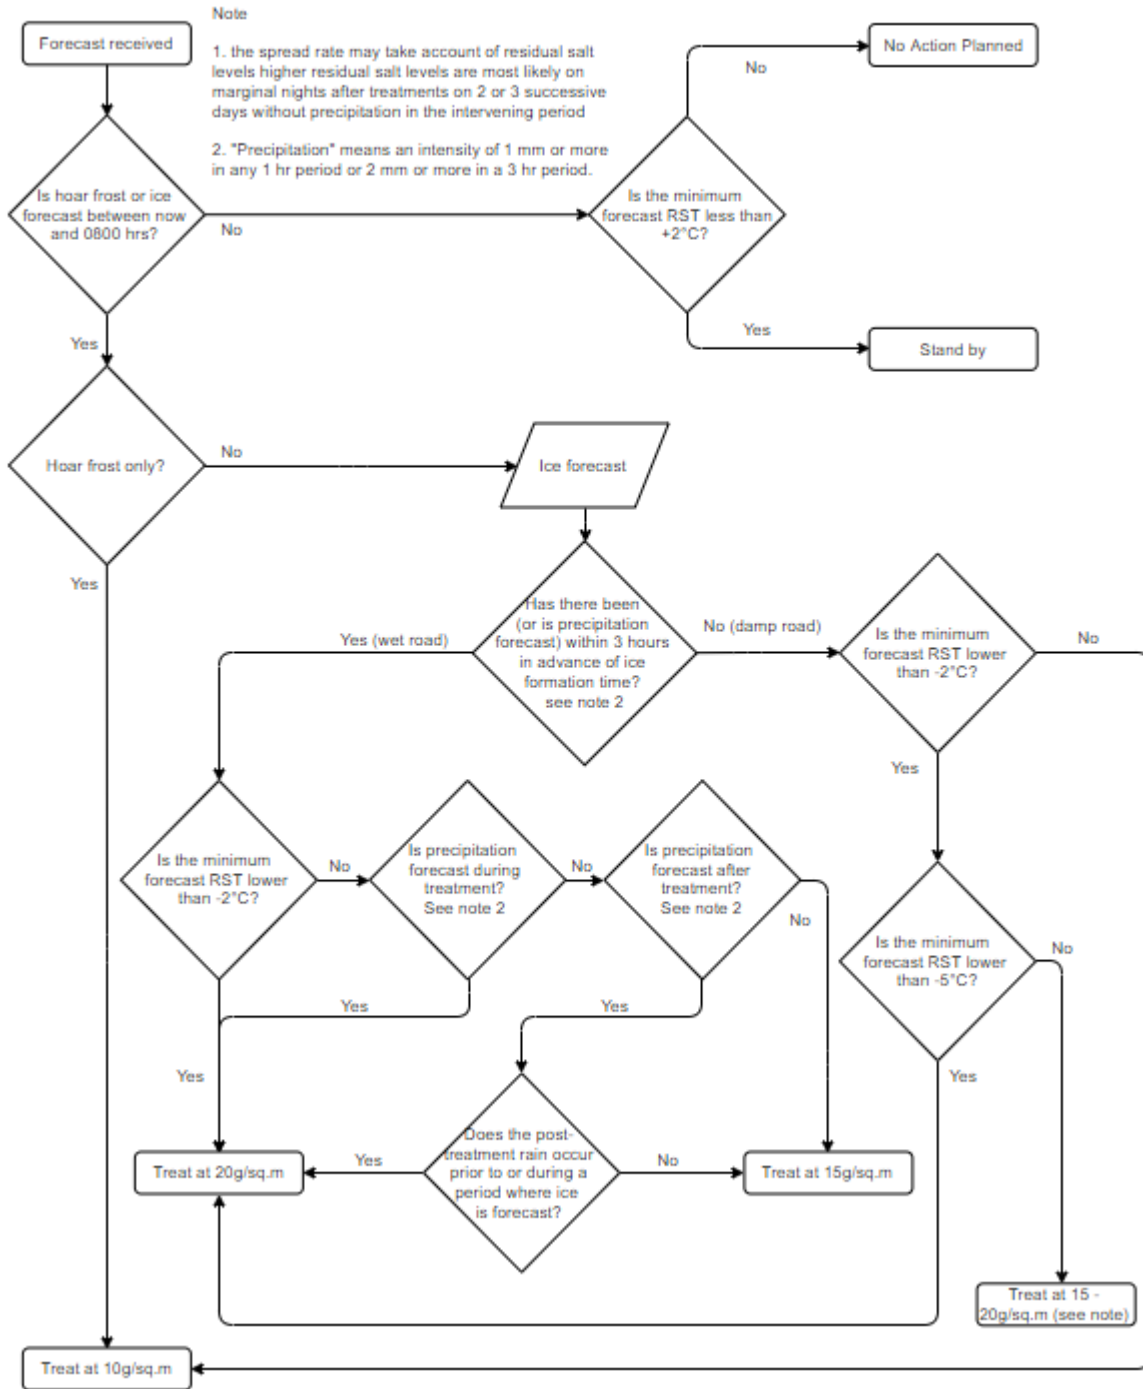 Note
Forecast received
1. the spread rate may take account of residual salt
levels higher residual salt levels are most likely on
marginal nights after treatments on 2 or 3 successive
days without precipitation in the intervening period
2. "Precipitation" means an intensity of 1 mm or more
in any 1 hr period or 2 mm or more in a 3 hr period.
No Action Planned
No
Is hoar frost or ice
forecast between now
and 0800 hrs?
No
Is the minimum
forecast RST less than
+2°C?
Yes
Yes
Stand by
Hoar frost only?
No
Ice forecast
Yes
Has there been
(or is precipitation
forecast) within 3 hours
in advance of ice
formation time?
see note 2
Yes (wet road)
No (damp road)
Is the minimum
forecast RST lower
than -2°C?
No
Yes
Is the minimum
forecast RST lower
than -2°C?
No
Is precipitation
forecast during
treatment?
See note 2
No
Is precipitation
forecast after
treatment?
See note 2
No
Is the minimum
forecast RST lower
than -5°C?
No
Yes
Yes
Yes
Yes
Does the post-
treatment rain occur
prior to or during a
period where ice
is forecast?
Treat at 20g/sq.m
Yes
No
Treat at 15g/sq.m
Treat at 15 -
20g/sq.m (see note)
Treat at 10g/sq.m